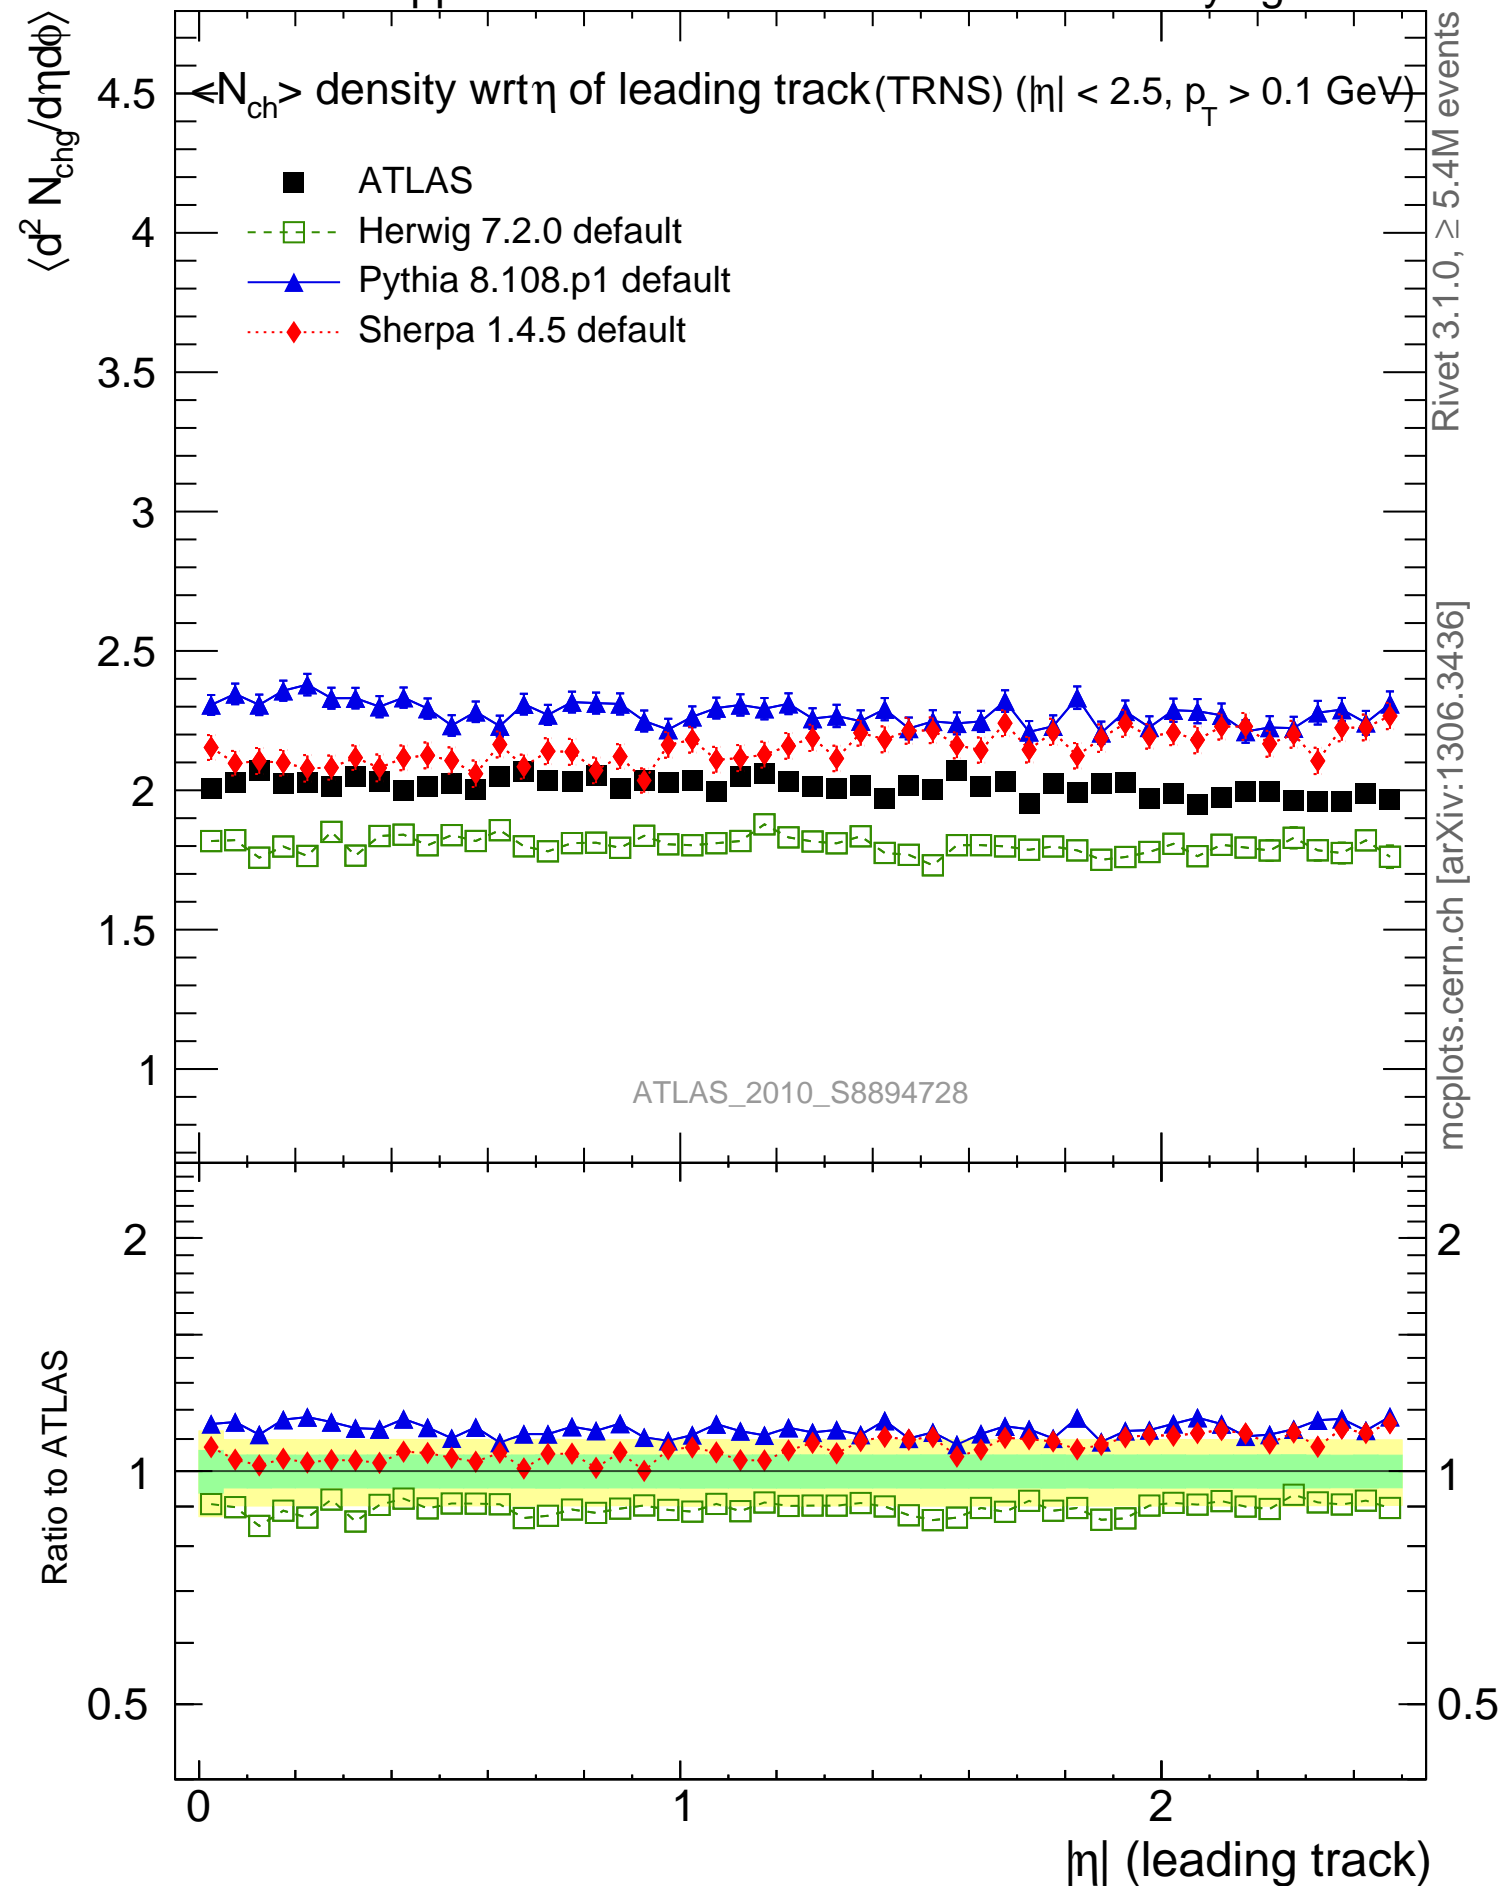 ⟨d² N_chg/dηdϕ⟩
<N_ch> density wrt η of leading track (TRNS) (|η| < 2.5, p_T > 0.1 GeV)
ATLAS
Herwig 7.2.0 default
Pythia 8.108.p1 default
Sherpa 1.4.5 default
4.5
4
3.5
3
2.5
2
1.5
1
ATLAS_2010_S8894728
Rivet 3.1.0, ≥ 5.4M events
mcplots.cern.ch [arXiv:1306.3436]
Ratio to ATLAS
2
1
0.5
2
1
0.5
0 1 2
|η| (leading track)